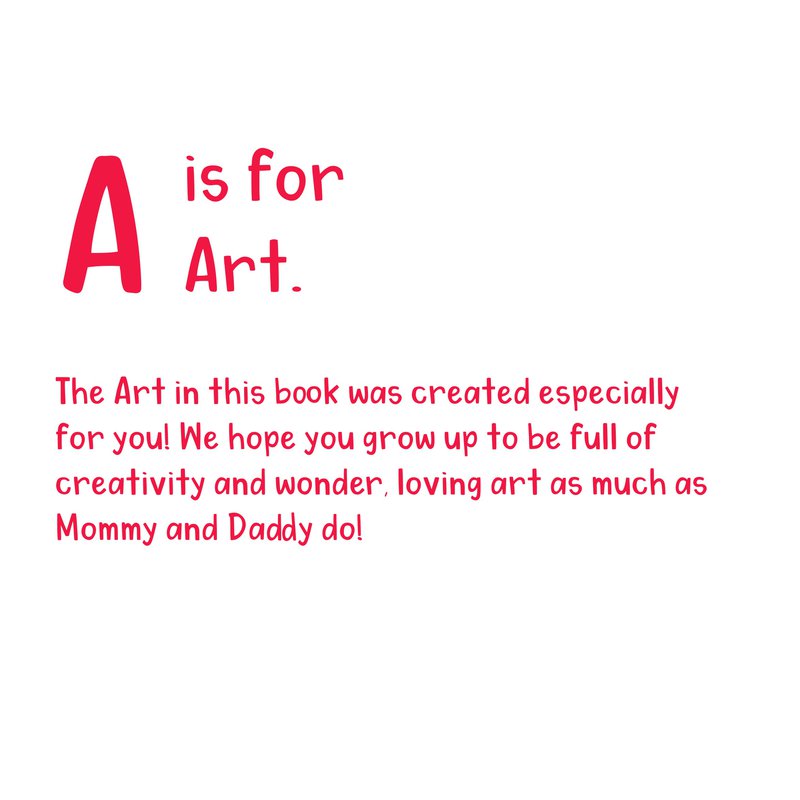 A is for
Art.
The Art in this book was created especially
for you! We hope you grow up to be full of
creativity and wonder, loving art as much as
Mommy and Daddy do!